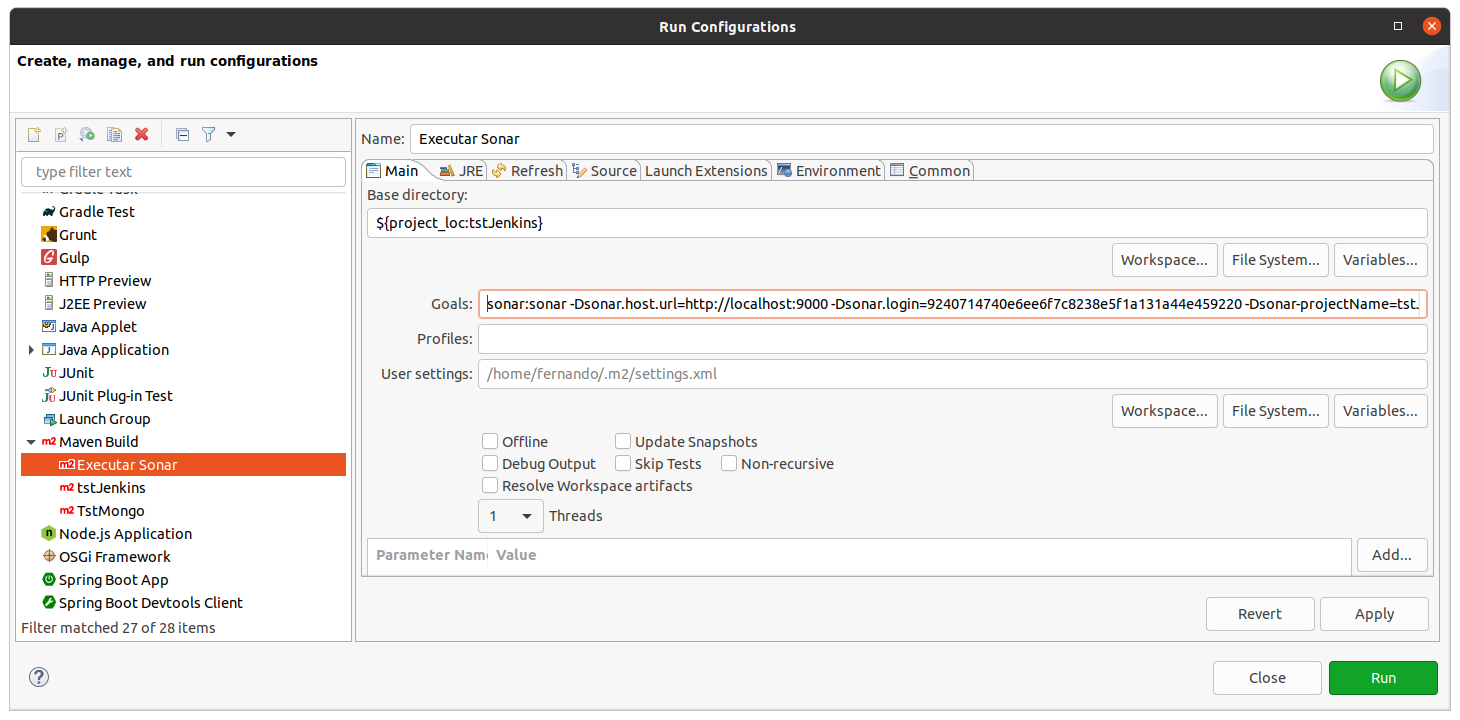 Run Configurations
Create, manage, and run configurations
type filter text
Gradle Task
Gradle Test
Grunt
Gulp
HTTP Preview
J2EE Preview
Java Applet
Java Application
JUnit
JUnit Plug-in Test
Launch Group
Maven Build
Executar Sonar
tstJenkins
TstMongo
Node.js Application
OSGi Framework
Spring Boot App
Spring Boot Devtools Client
Filter matched 27 of 28 items
Name: Executar Sonar
Main JRE Refresh Source Launch Extensions Environment Common
Base directory:
${project_loc:tstJenkins}
Workspace... File System... Variables...
Goals: sonar:sonar -Dsonar.host.url=http://localhost:9000 -Dsonar.login=9240714740e6ee6f7c8238e5f1a131a44e459220 -Dsonar-projectName=tst.
Profiles:
User settings: /home/fernando/.m2/settings.xml
Workspace... File System... Variables...
Offline Update Snapshots
Debug Output Skip Tests Non-recursive
Resolve Workspace artifacts
1 Threads
Parameter Nam Value
Add...
Revert Apply
Close Run